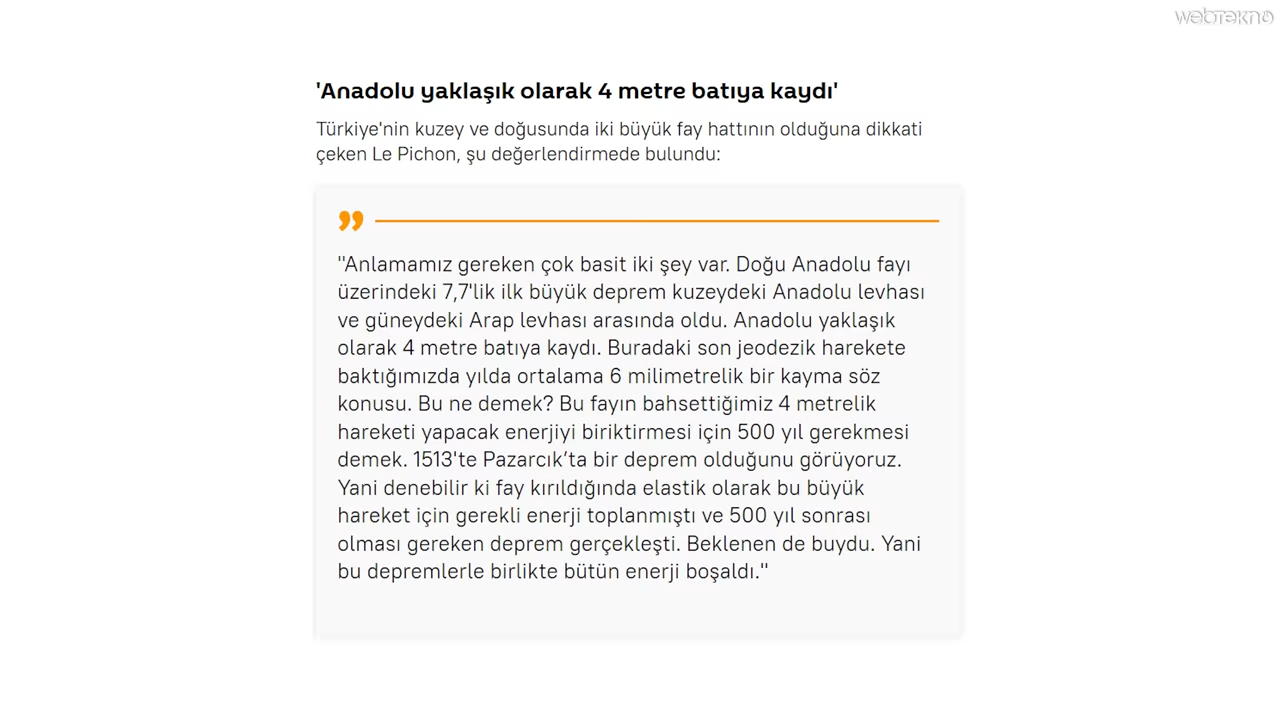 webtekno
'Anadolu yaklaşık olarak 4 metre batıya kaydı'
Türkiye'nin kuzey ve doğusunda iki büyük fay hattının olduğuna dikkati
çeken Le Pichon, şu değerlendirmede bulundu:
"Anlamamız gereken çok basit iki şey var. Doğu Anadolu fayı
üzerindeki 7,7'lik ilk büyük deprem kuzeydeki Anadolu levhası
ve güneydeki Arap levhası arasında oldu. Anadolu yaklaşık
olarak 4 metre batıya kaydı. Buradaki son jeodezik harekete
baktığımızda yılda ortalama 6 milimetrelik bir kayma söz
konusu. Bu ne demek? Bu fayın bahsettiğimiz 4 metrelik
hareketi yapacak enerjiyi biriktirmesi için 500 yıl gerekmesi
demek. 1513'te Pazarcık’ta bir deprem olduğunu görüyoruz.
Yani denebilir ki fay kırıldığında elastik olarak bu büyük
hareket için gerekli enerji toplanmıştı ve 500 yıl sonrası
olması gereken deprem gerçekleşti. Beklenen de buydu. Yani
bu depremlerle birlikte bütün enerji boşaldı."